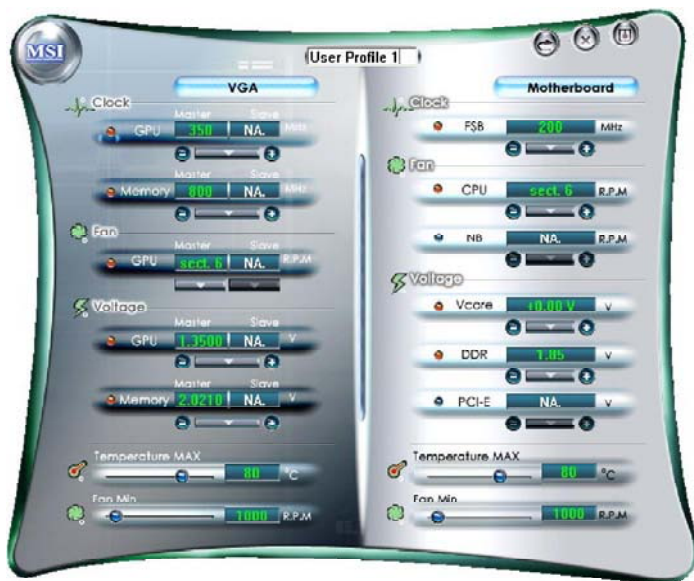 MSI
User Profile 1
VGA
Clock
Master Slave
GPU 350 NA. MHz
Memory 800 NA. MHz
Fan
Master Slave
GPU sect. 6 NA. R.P.M
Voltage
Master Slave
GPU 1.3500 NA. V
Master Slave
Memory 2.0210 NA. V
Temperature MAX
80 °C
Fan Min
1000 R.P.M
Motherboard
Clock
FSB 200 MHz
Fan
CPU sect. 6 R.P.M
NB NA. R.P.M
Voltage
Vcore +0.00 V V
DDR 1.85 V
PCI-E NA. V
Temperature MAX
80 °C
Fan Min
1000 R.P.M